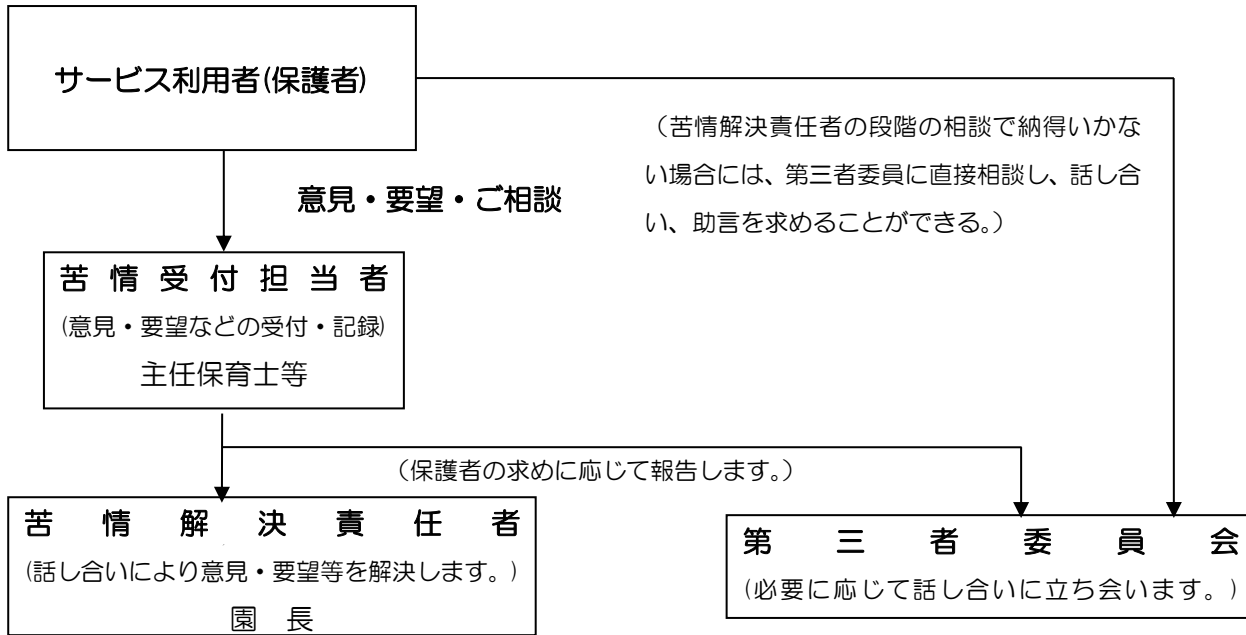 サービス利用者(保護者)
(苦情解決責任者の段階の相談で納得いかな
い場合には、第三者委員に直接相談し、話し合
い、助言を求めることができる。)
意見・要望・ご相談
苦情受付担当者
(意見・要望などの受付・記録)
主任保育士等
(保護者の求めに応じて報告します。)
苦情解決責任者
(話し合いにより意見・要望等を解決します。)
園 長
第三者委員会
(必要に応じて話し合いに立ち会います。)